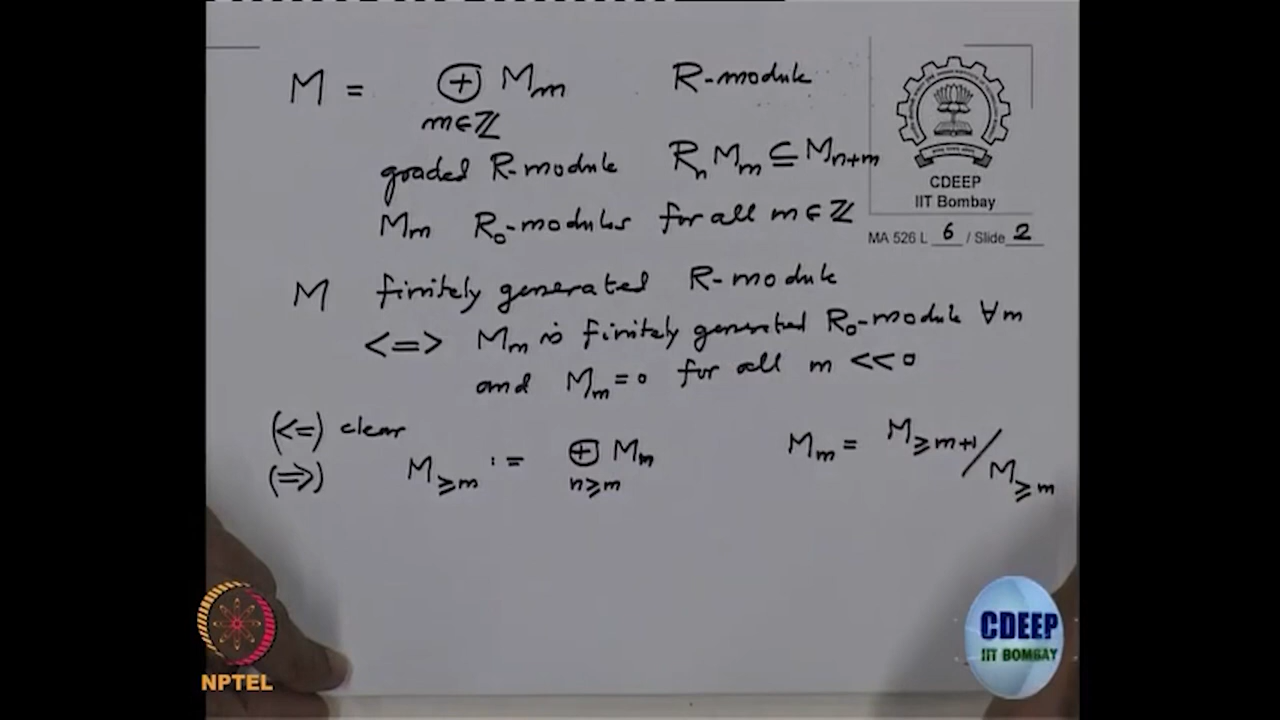 M = ⊕ M_m R-module
m∈ℤ
graded R-module R_n M_m ⊆ M_{n+m}
M_m R_0-modules for all m∈ℤ
CDEEP
IIT Bombay
MA 526 L 6 / Slide 2
M finitely generated R-module
<=> M_m is finitely generated R_0-module ∀m
and M_m = 0 for all m << 0
(<=) clear
(=>) M_{≥m} := ⊕ M_n M_m = M_{≥m+1} / M_{≥m}
n≥m
NPTEL
CDEEP
IIT BOMBAY